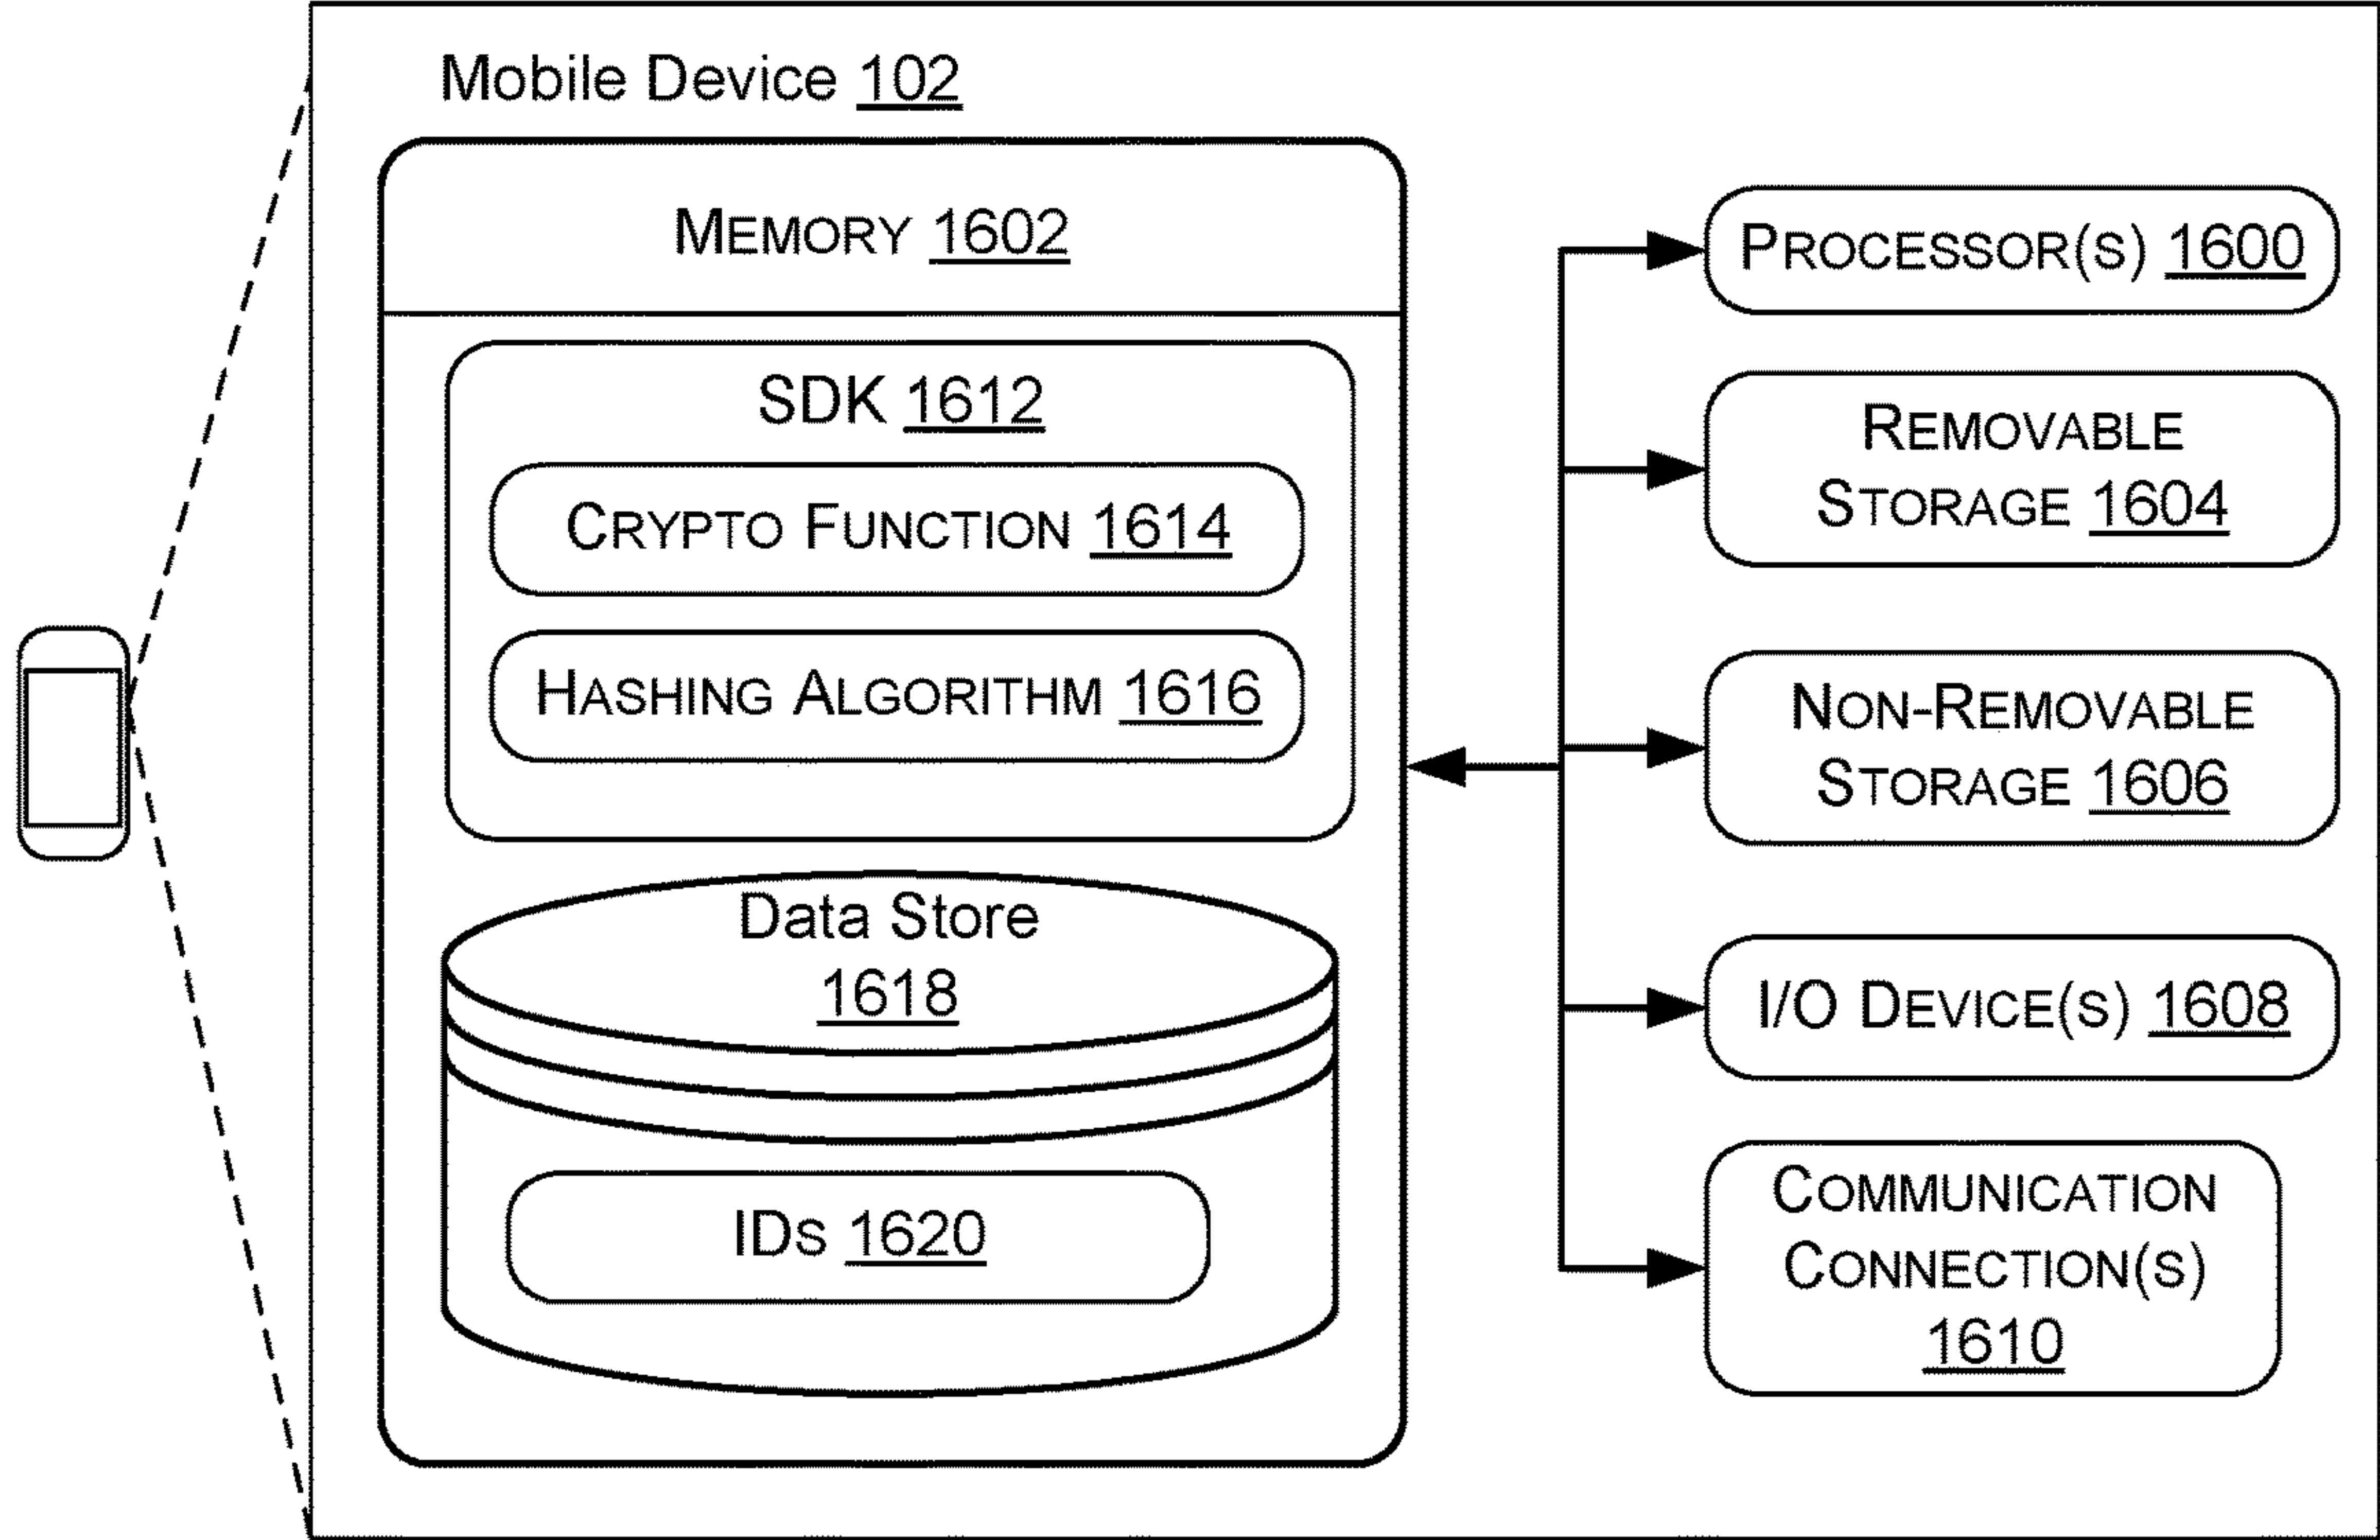 Mobile Device 102
MEMORY 1602
SDK 1612
CRYPTO FUNCTION 1614
HASHING ALGORITHM 1616
Data Store
1618
IDS 1620
PROCESSOR(S) 1600
REMOVABLE
STORAGE 1604
NON-REMOVABLE
STORAGE 1606
I/O DEVICE(S) 1608
COMMUNICATION
CONNECTION(S)
1610